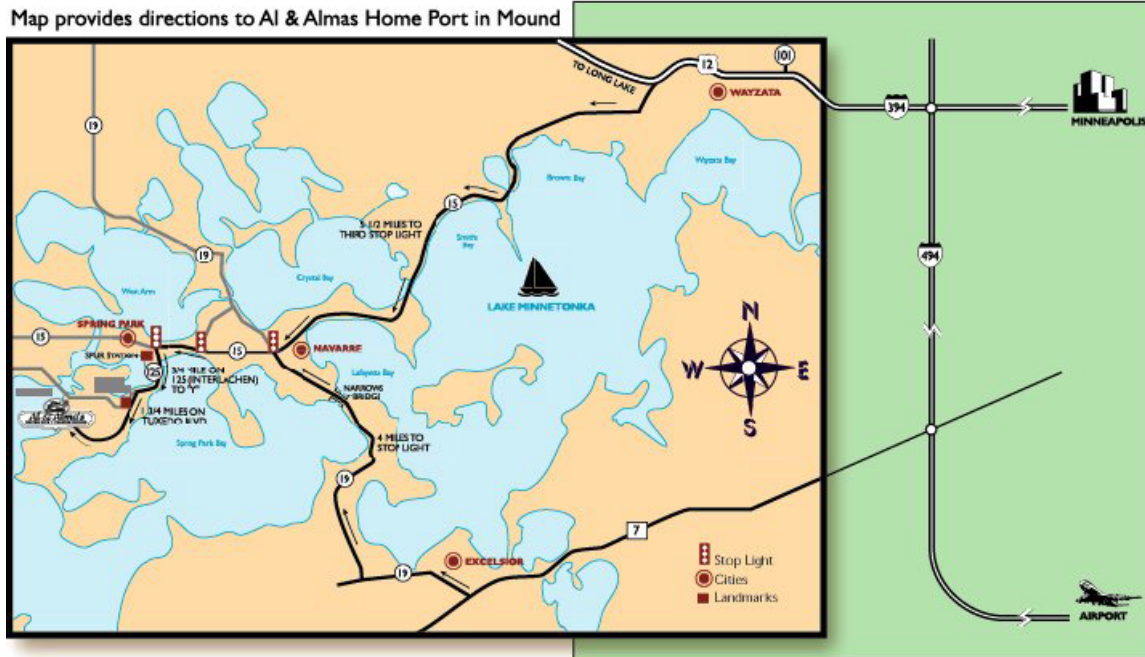 Map provides directions to Al & Almas Home Port in Mound
101
12
TO LONG LAKE
WAYZATA
394
MINNEAPOLIS
19
Wayzata Bay
Browns Bay
15
5 1/2 MILES TO
THIRD STOP LIGHT
Smiths
Bay
19
494
Crystal Bay
West Arm
LAKE MINNETONKA
N
W
E
S
SPRING PARK
15
15
NAVARRE
SPUR STATION
125
3/4 MILE ON
125 (INTERLACHEN)
TO "Y"
Lafayette Bay
NARROWS
BRIDGE
Al & Alma's
1 3/4 MILES ON
TUXEDO BLVD
Spring Park Bay
4 MILES TO
STOP LIGHT
19
7
EXCELSIOR
19
Stop Light
Cities
Landmarks
AIRPORT